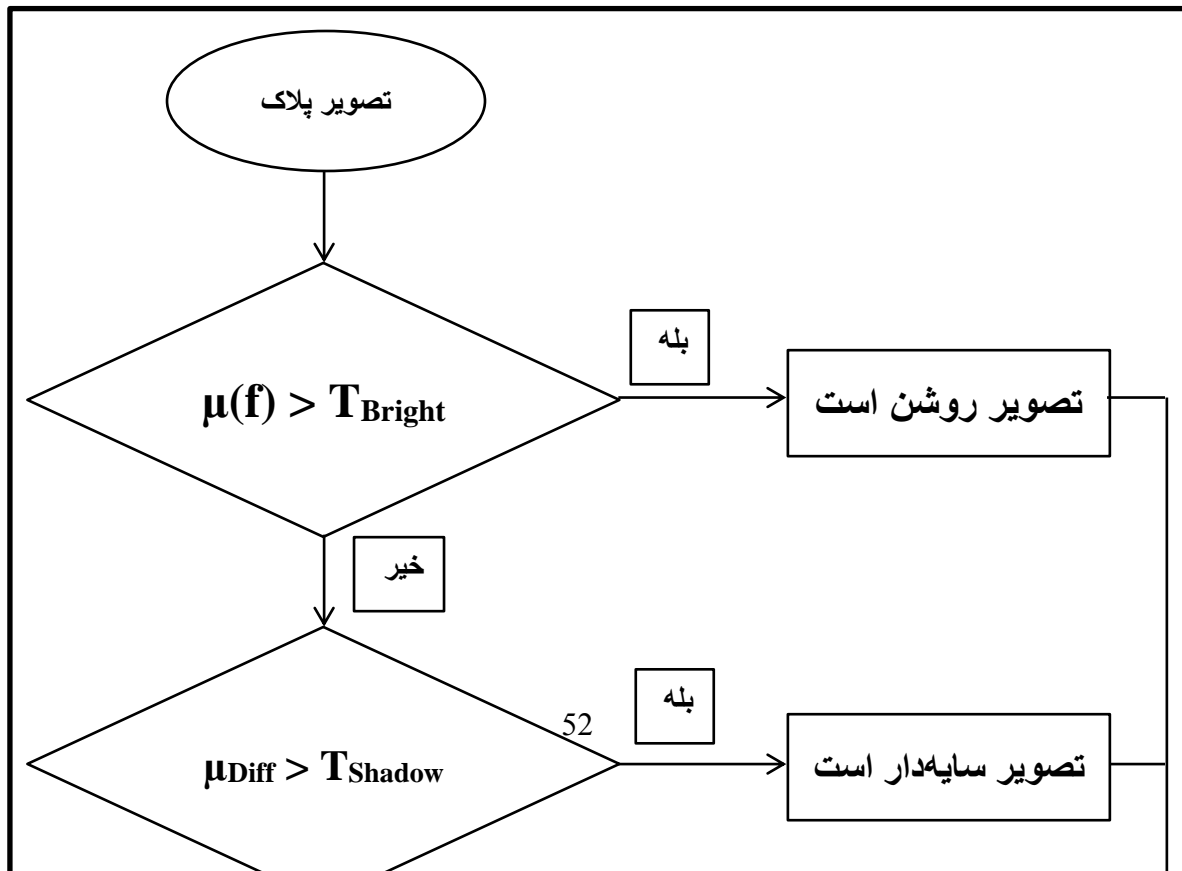 تصویر پلاک
بله
μ(f) > TBright
تصویر روشن است
خیر
بله
52
μDiff > TShadow
تصویر سایه‌دار است